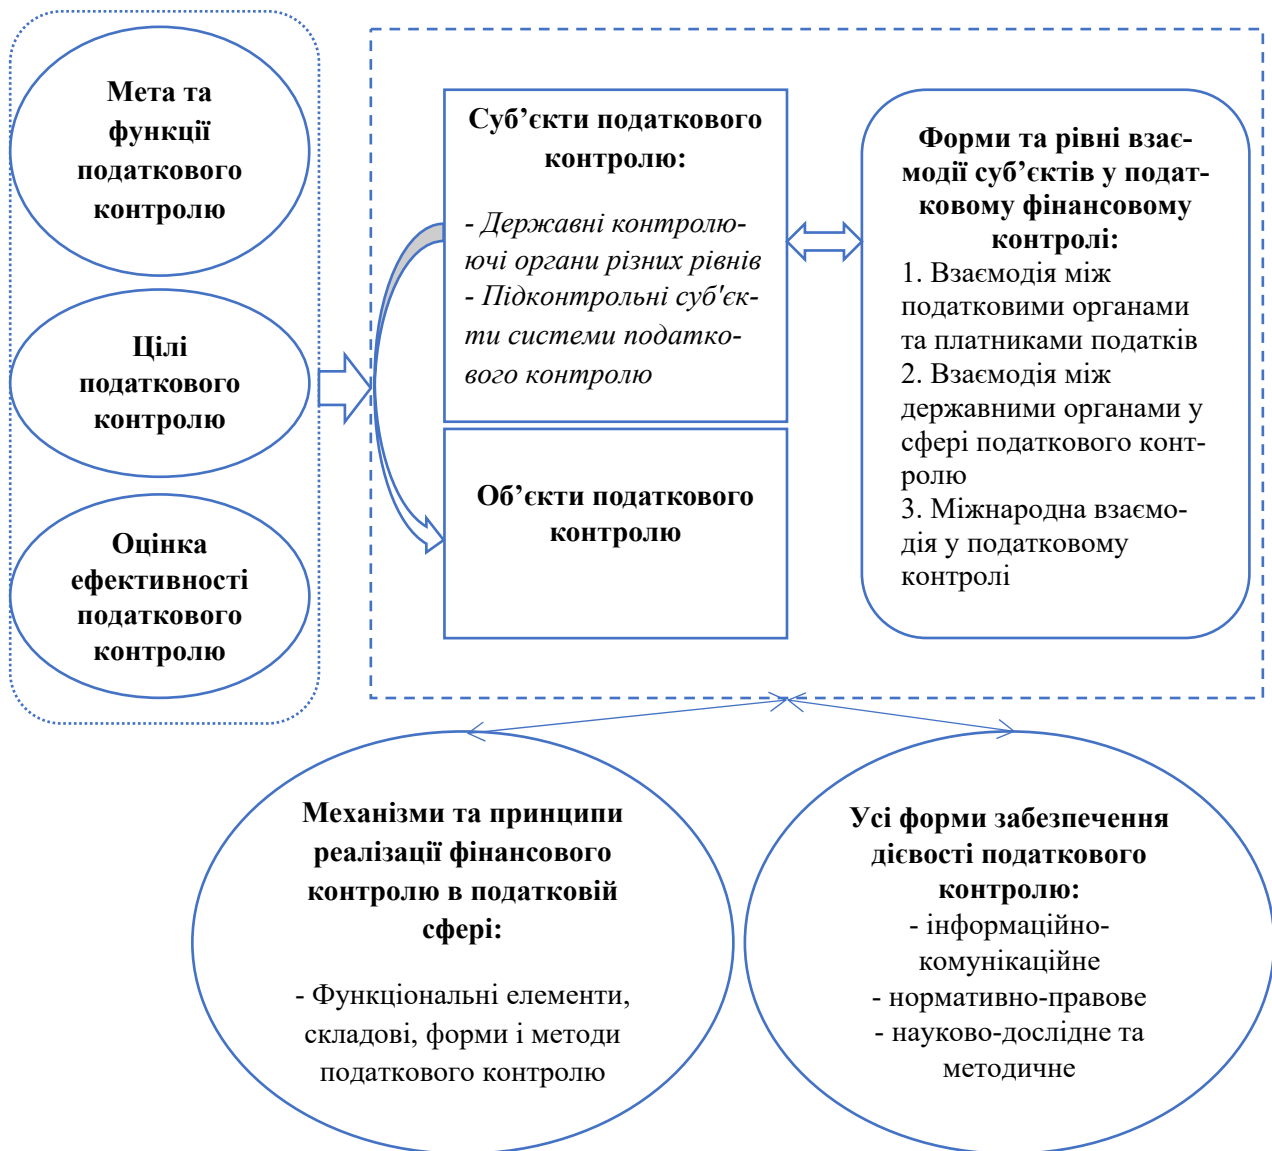 Мета та
функції
податкового
контролю
Цілі
податкового
контролю
Оцінка
ефективності
податкового
контролю
Суб’єкти податкового
контролю:
- Державні контролю-
ючі органи різних рівнів
- Підконтрольні суб'єк-
ти системи податко-
вого контролю
Об’єкти податкового
контролю
Форми та рівні взає-
модії суб’єктів у подат-
ковому фінансовому
контролі:
1. Взаємодія між
податковими органами
та платниками податків
2. Взаємодія між
державними органами у
сфері податкового конт-
ролю
3. Міжнародна взаємо-
дія у податковому
контролі
Механізми та принципи
реалізації фінансового
контролю в податковій
сфері:
- Функціональні елементи,
складові, форми і методи
податкового контролю
Усі форми забезпечення
дієвості податкового
контролю:
- інформаційно-
комунікаційне
- нормативно-правове
- науково-дослідне та
методичне